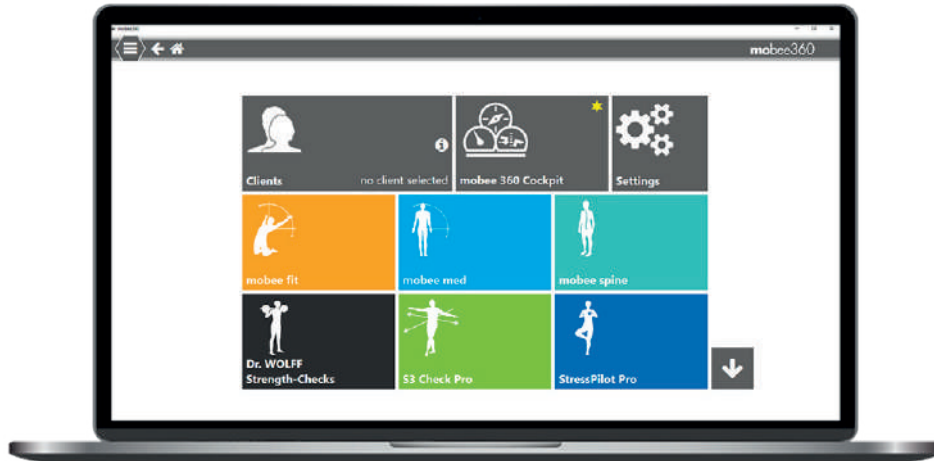 mobee360
mobee360
Clients
no client selected
mobee 360 Cockpit
Settings
mobee fit
mobee med
mobee spine
Dr. WOLFF
Strength-Checks
S3 Check Pro
StressPilot Pro